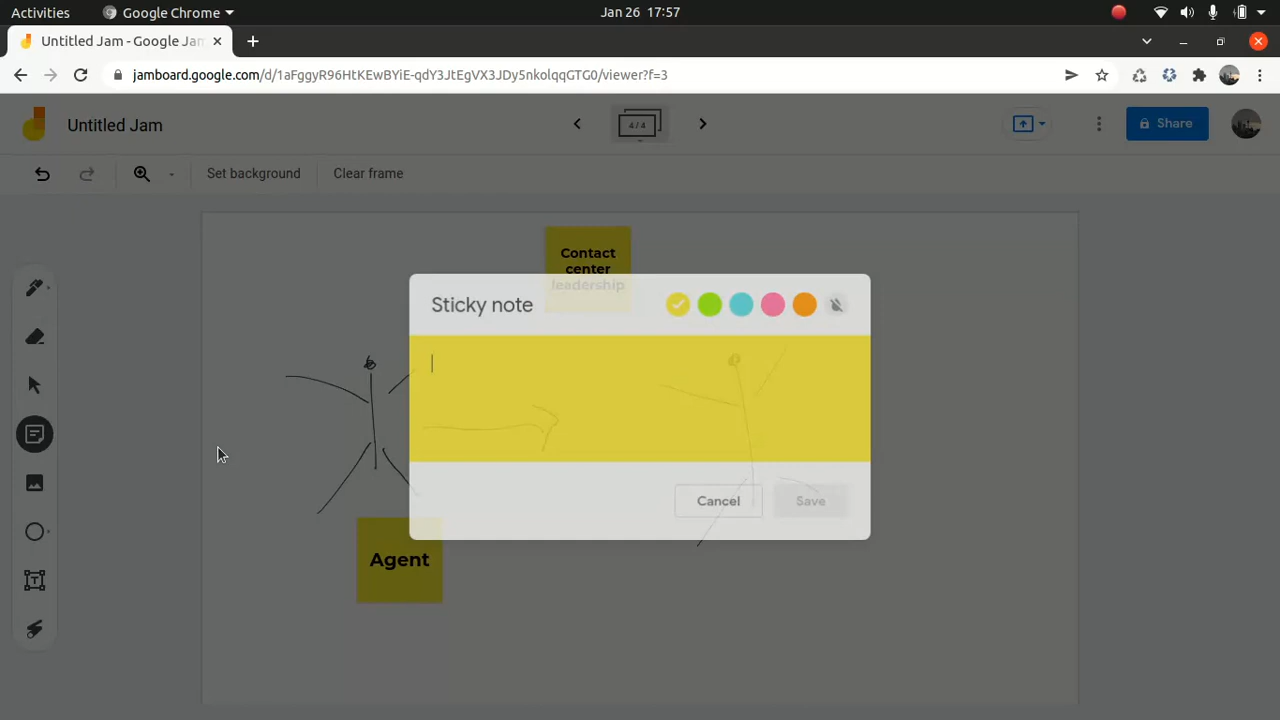 Activities
Google Chrome
Jan 26 17:57
Untitled Jam - Google Jam
jamboard.google.com/d/1aFggyR96HtKEwBYiE-qdY3JtEgVX3JDy5nkolqqGTG0/viewer?f=3
Untitled Jam
4 / 4
Share
Set background
Clear frame
Contact
center
leadership
Sticky note
Cancel
Save
Agent